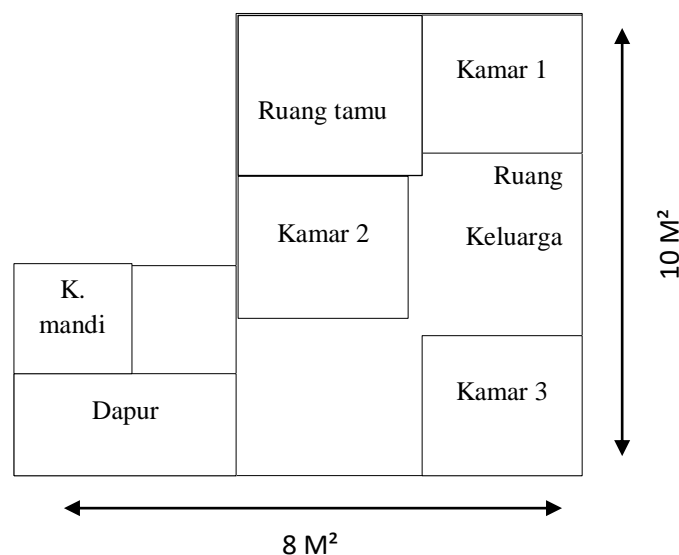 Kamar 1
Ruang tamu
Ruang
Keluarga
Kamar 2
K.
mandi
Dapur
Kamar 3
10 M²
8 M²